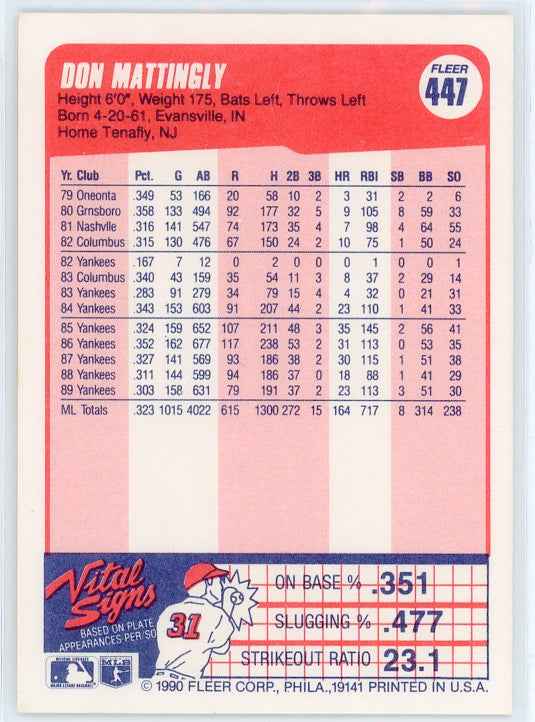 DON MATTINGLY
FLEER
447
Height 6'0", Weight 175, Bats Left, Throws Left
Born 4-20-61, Evansville, IN
Home Tenafly, NJ
Yr. Club Pct. G AB R H 2B 3B HR RBI SB BB SO
79 Oneonta .349 53 166 20 58 10 2 3 31 2 2 6
80 Grnsboro .358 133 494 92 177 32 5 9 105 8 59 33
81 Nashvlle .316 141 547 74 173 35 4 7 98 4 64 55
82 Columbus .315 130 476 67 150 24 2 10 75 1 50 24
82 Yankees .167 7 12 0 2 0 0 0 1 0 0 1
83 Columbus .340 43 159 35 54 11 3 8 37 2 29 14
83 Yankees .283 91 279 34 79 15 4 4 32 0 21 31
84 Yankees .343 153 603 91 207 44 2 23 110 1 41 33
85 Yankees .324 159 652 107 211 48 3 35 145 2 56 41
86 Yankees .352 162 677 117 238 53 2 31 113 0 53 35
87 Yankees .327 141 569 93 186 38 2 30 115 1 51 38
88 Yankees .311 144 599 94 186 37 0 18 88 1 41 29
89 Yankees .303 158 631 79 191 37 2 23 113 3 51 30
ML Totals .323 1015 4022 615 1300 272 15 164 717 8 314 238
Vital
Signs
BASED ON PLATE
APPEARANCES PER/SO
31
ON BASE % .351
SLUGGING % .477
STRIKEOUT RATIO 23.1
MLB
© 1990 FLEER CORP., PHILA., 19141 PRINTED IN U.S.A.